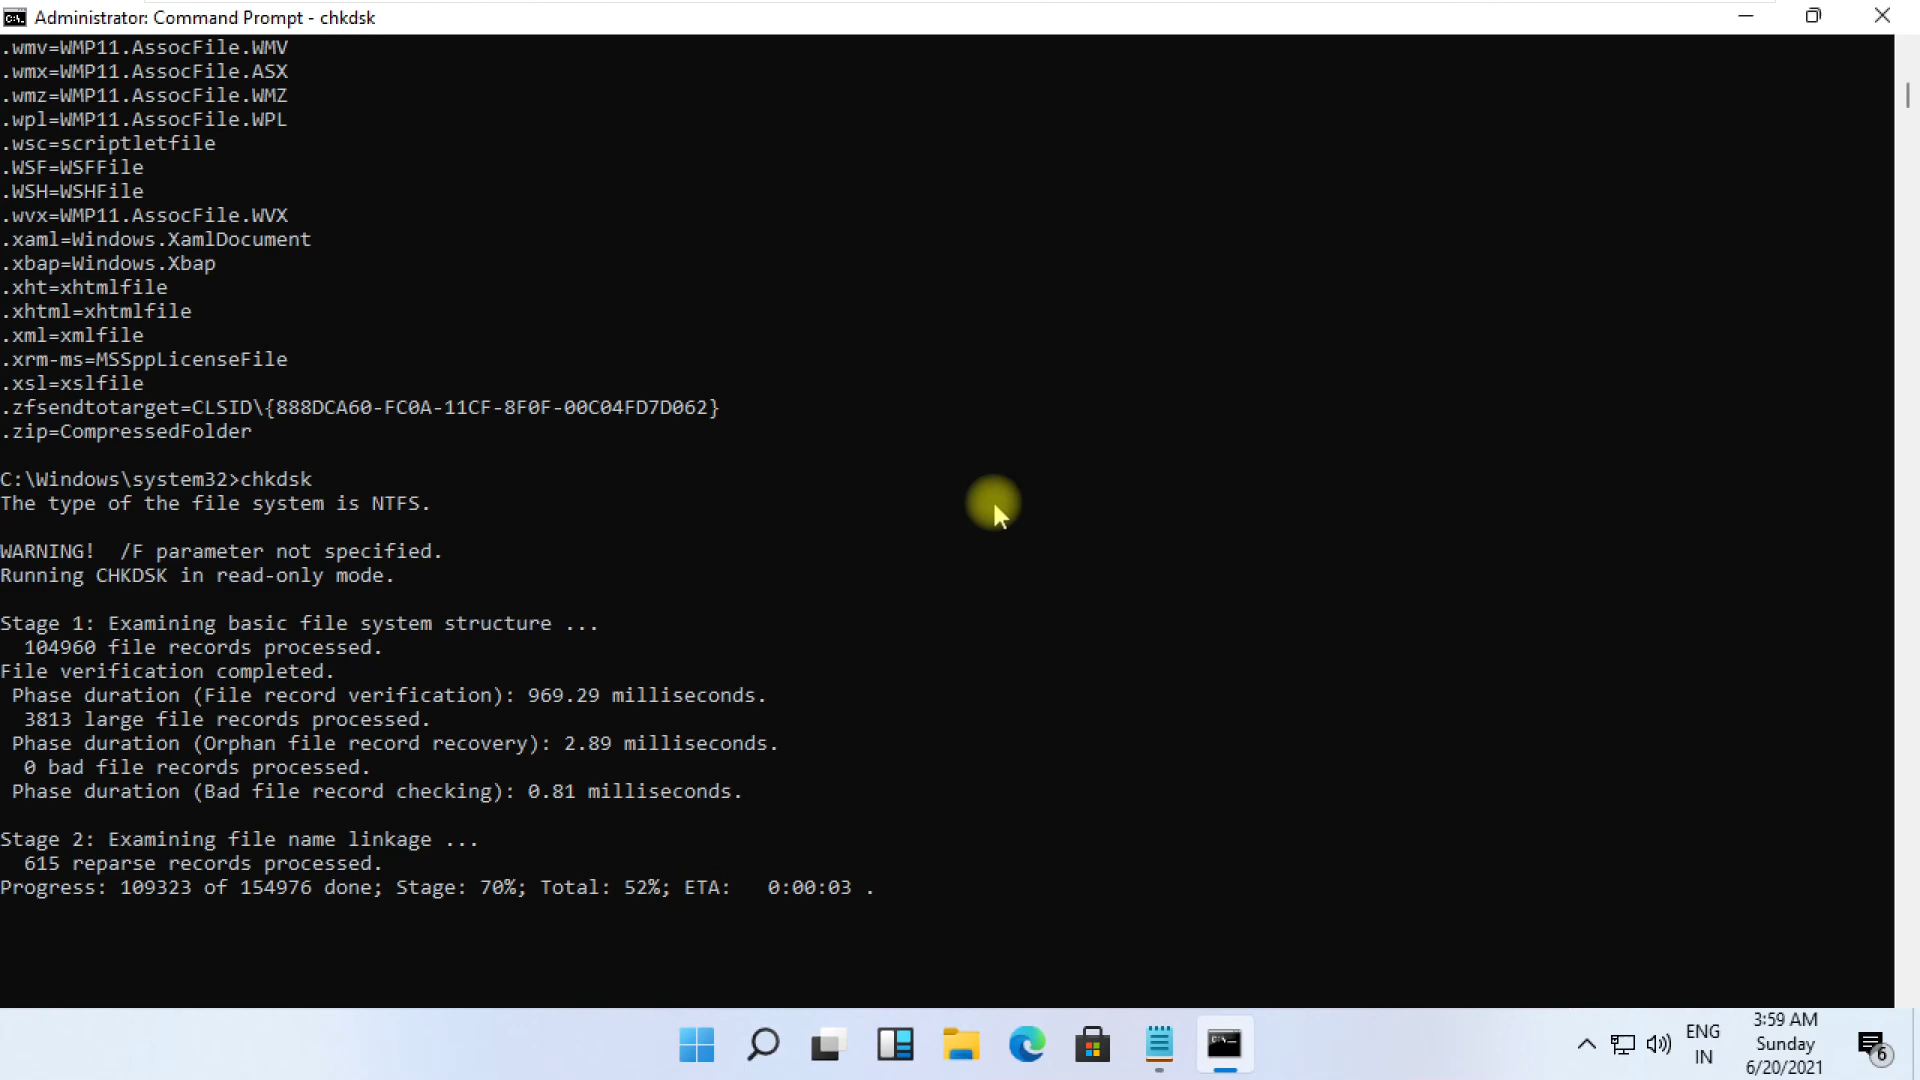 Administrator: Command Prompt - chkdsk
.wmv=WMP11.AssocFile.WMV
.wmx=WMP11.AssocFile.ASX
.wmz=WMP11.AssocFile.WMZ
.wpl=WMP11.AssocFile.WPL
.wsc=scriptletfile
.WSF=WSFFile
.WSH=WSHFile
.wvx=WMP11.AssocFile.WVX
.xaml=Windows.XamlDocument
.xbap=Windows.Xbap
.xht=xhtmlfile
.xhtml=xhtmlfile
.xml=xmlfile
.xrm-ms=MSSppLicenseFile
.xsl=xslfile
.zfsendtotarget=CLSID\{888DCA60-FC0A-11CF-8F0F-00C04FD7D062}
.zip=CompressedFolder
C:\Windows\system32>chkdsk
The type of the file system is NTFS.
WARNING!  /F parameter not specified.
Running CHKDSK in read-only mode.
Stage 1: Examining basic file system structure ...
104960 file records processed.
File verification completed.
Phase duration (File record verification): 969.29 milliseconds.
3813 large file records processed.
Phase duration (Orphan file record recovery): 2.89 milliseconds.
0 bad file records processed.
Phase duration (Bad file record checking): 0.81 milliseconds.
Stage 2: Examining file name linkage ...
615 reparse records processed.
Progress: 109323 of 154976 done; Stage: 70%; Total: 52%; ETA:   0:00:03 .
ENG
IN
3:59 AM
Sunday
6/20/2021
6